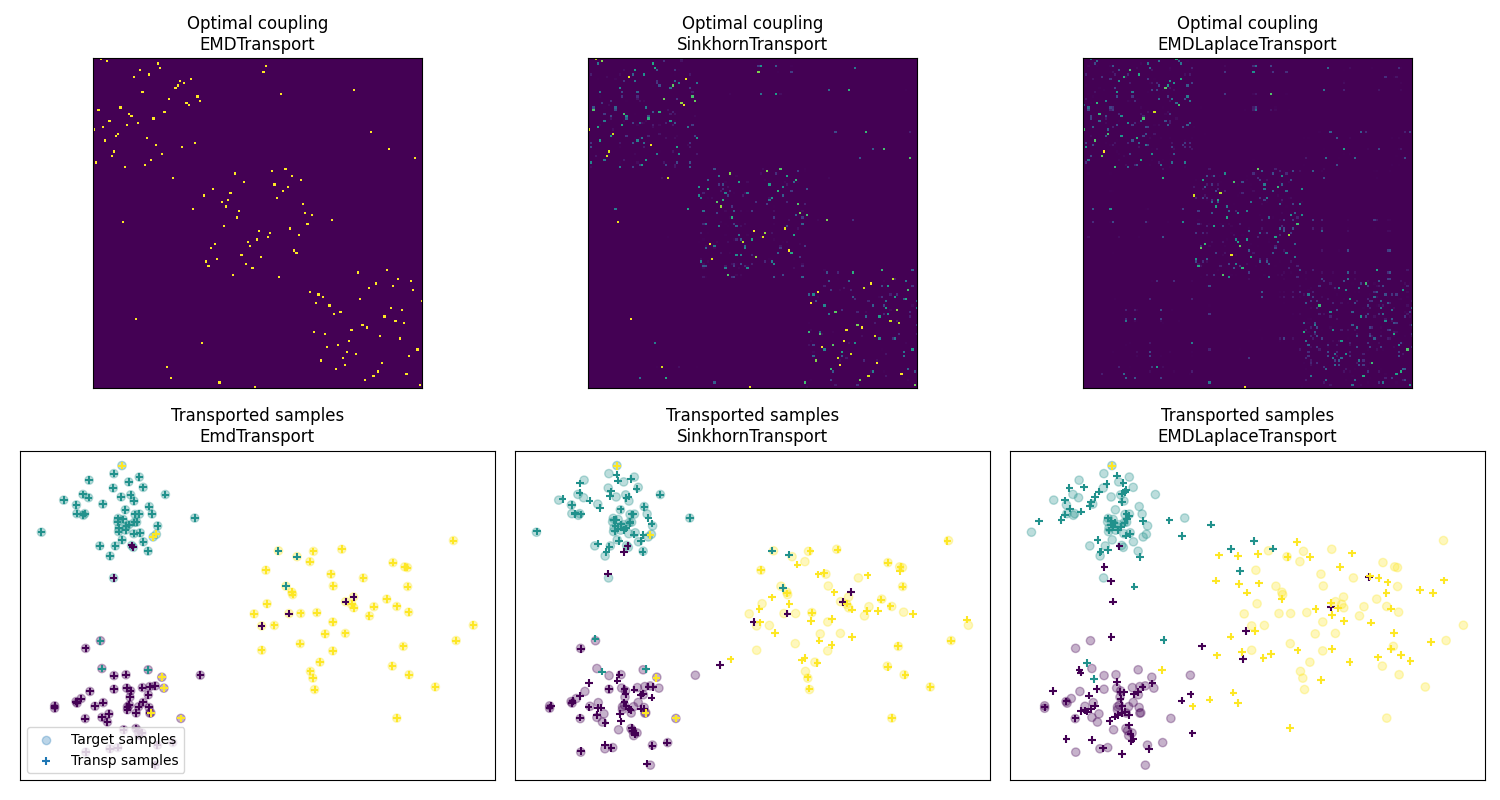 Optimal coupling
EMDTransport
Optimal coupling
SinkhornTransport
Optimal coupling
EMDLaplaceTransport
Transported samples
EmdTransport
Transported samples
SinkhornTransport
Transported samples
EMDLaplaceTransport
Target samples
Transp samples